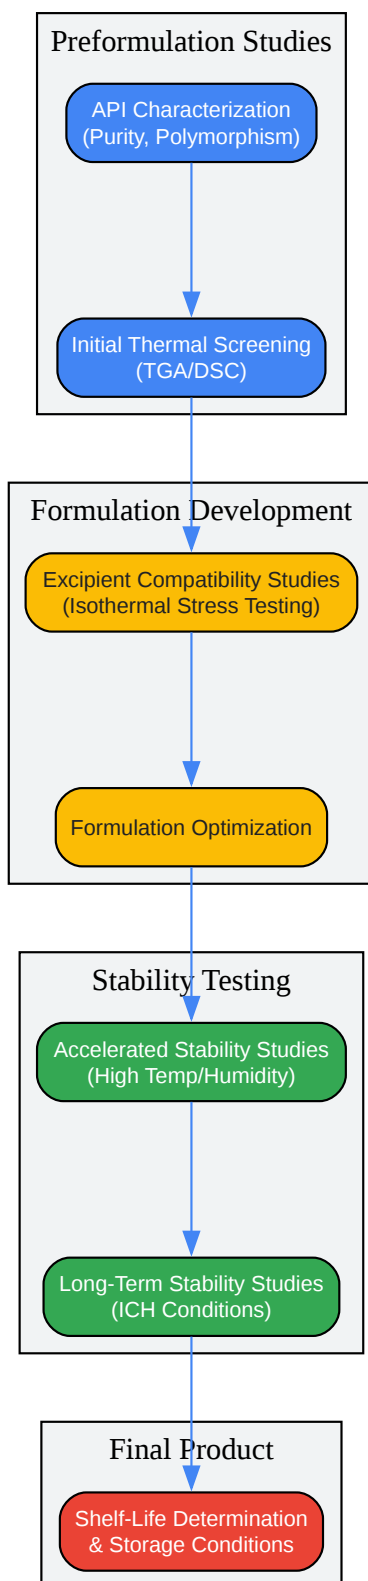 Preformulation Studies
API Characterization
(Purity, Polymorphism)
Initial Thermal Screening
(TGA/DSC)
Formulation Development
Excipient Compatibility Studies
(Isothermal Stress Testing)
Formulation Optimization
Stability Testing
Accelerated Stability Studies
(High Temp/Humidity)
Long-Term Stability Studies
(ICH Conditions)
Final Product
Shelf-Life Determination
& Storage Conditions